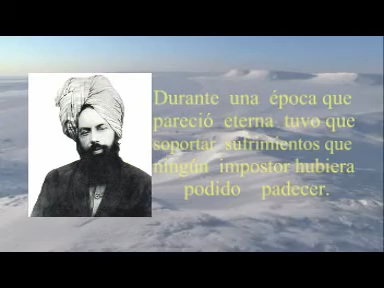 Durante una época que
pareció eterna tuvo que
soportar sufrimientos que
ningún impostor hubiera
podido padecer.